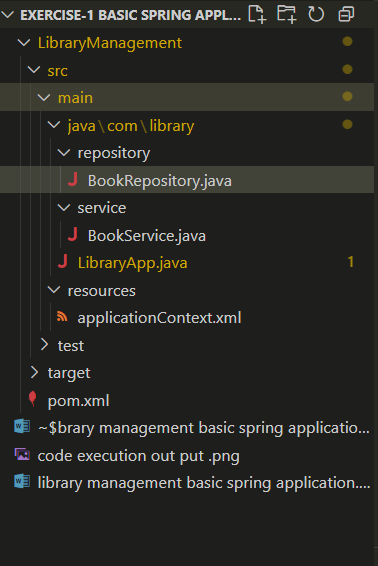 EXERCISE-1 BASIC SPRING APPL...
LibraryManagement
src
main
java\com\library
repository
BookRepository.java
service
BookService.java
LibraryApp.java 1
resources
applicationContext.xml
test
target
pom.xml
~$brary management basic spring applicatio...
code execution out put .png
library management basic spring application....